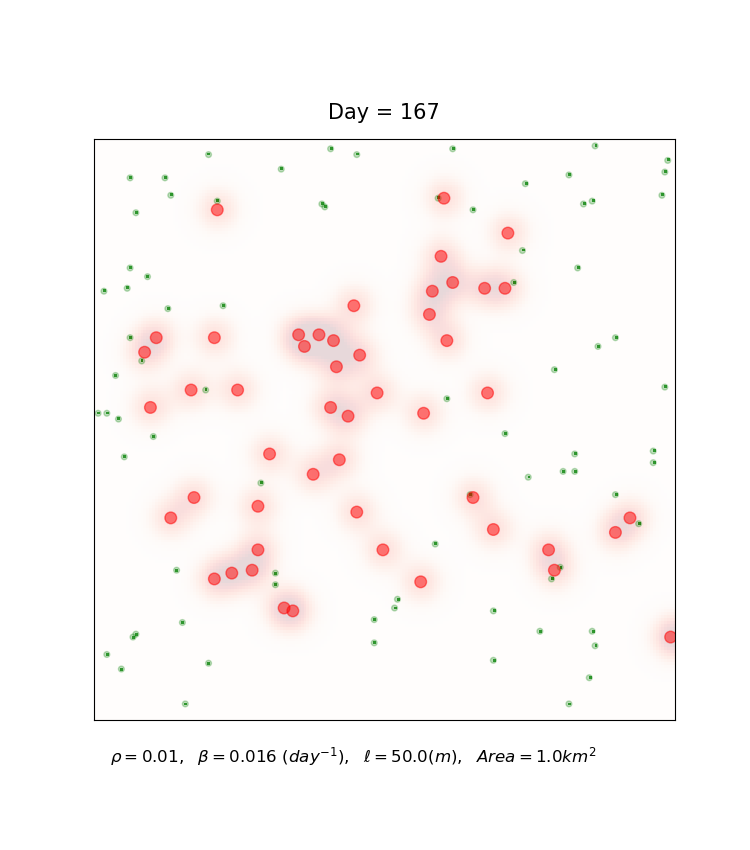 Day = 167
ρ = 0.01, β = 0.016 (day⁻¹), ℓ = 50.0(m), Area = 1.0km²